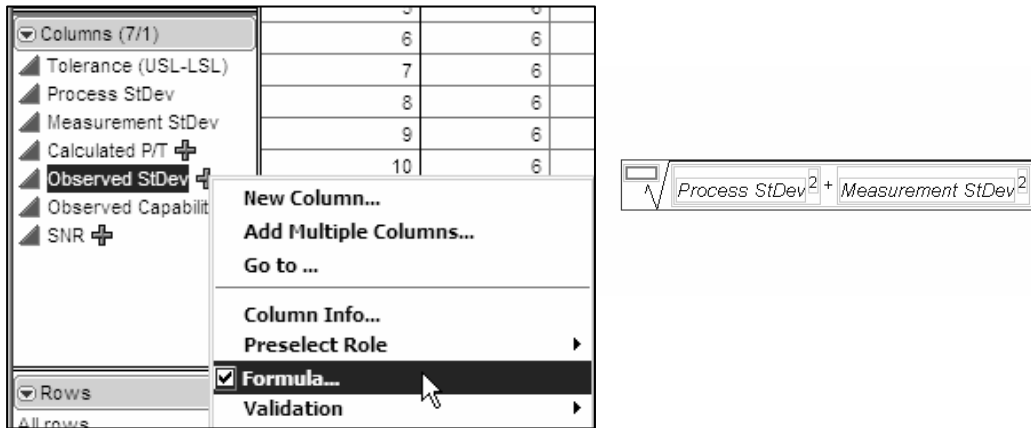 Columns (7/1)
Tolerance (USL-LSL)
Process StDev
Measurement StDev
Calculated P/T
Observed StDev
Observed Capabilit
SNR
Rows
All rows
6 6
7 6
8 6
9 6
10 6
New Column...
Add Multiple Columns...
Go to ...
Column Info...
Preselect Role
Formula...
Validation
√ Process StDev² + Measurement StDev²